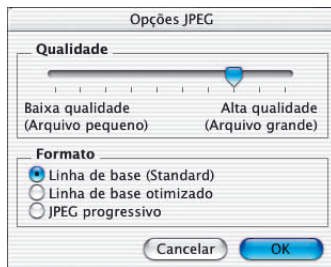 Opções JPEG
Qualidade
Baixa qualidade Alta qualidade
(Arquivo pequeno) (Arquivo grande)
Formato
Linha de base (Standard)
Linha de base otimizado
JPEG progressivo
Cancelar OK